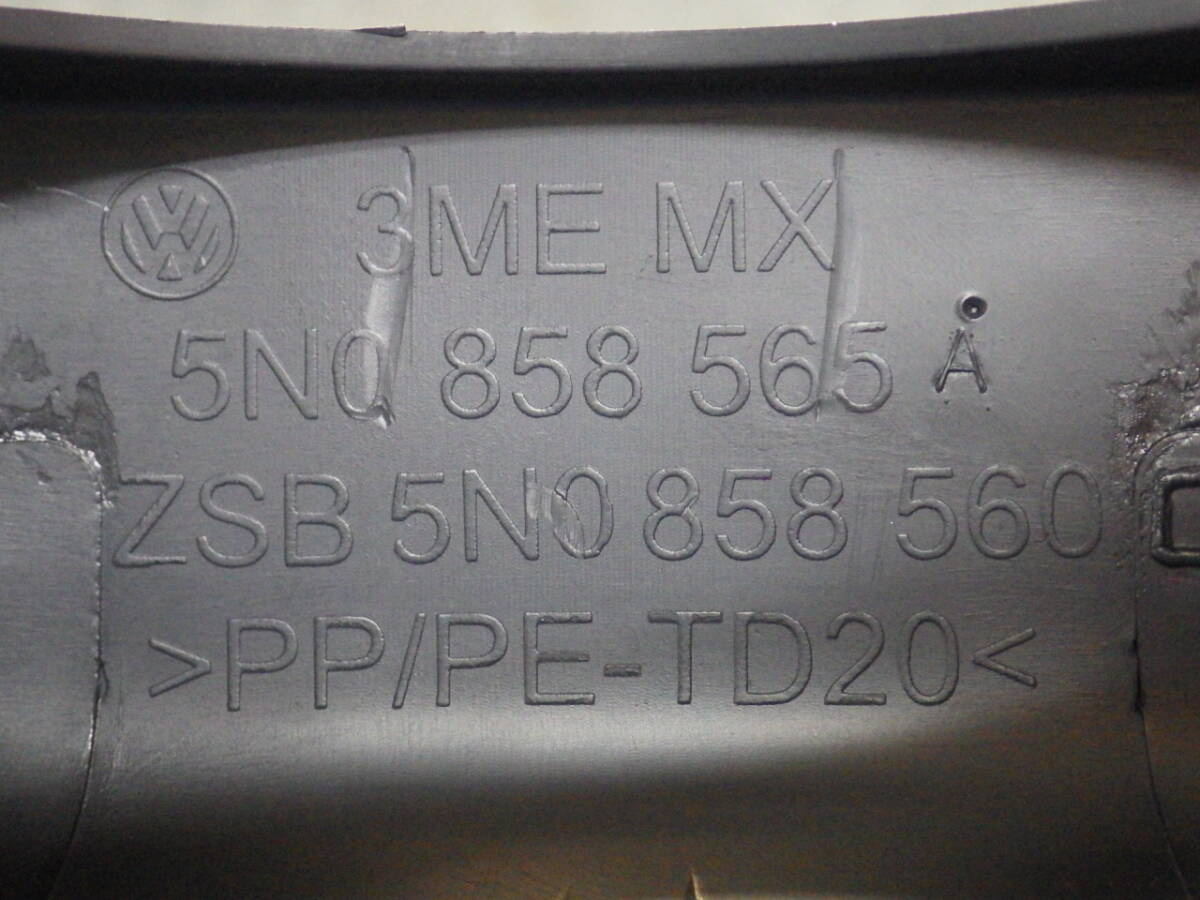 3ME MX
5N0 858 565 A
ZSB 5N0 858 560
>PP/PE-TD20<